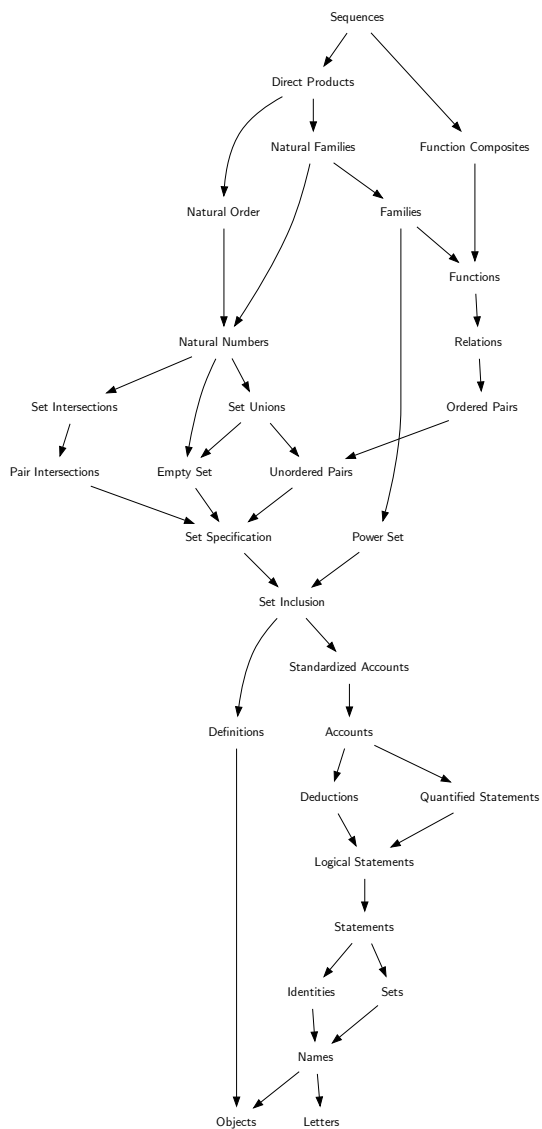 Sequences
Direct Products
Natural Families
Function Composites
Natural Order
Families
Functions
Natural Numbers
Relations
Set Intersections
Set Unions
Ordered Pairs
Pair Intersections
Empty Set
Unordered Pairs
Set Specification
Power Set
Set Inclusion
Standardized Accounts
Definitions
Accounts
Deductions
Quantified Statements
Logical Statements
Statements
Identities
Sets
Names
Objects
Letters